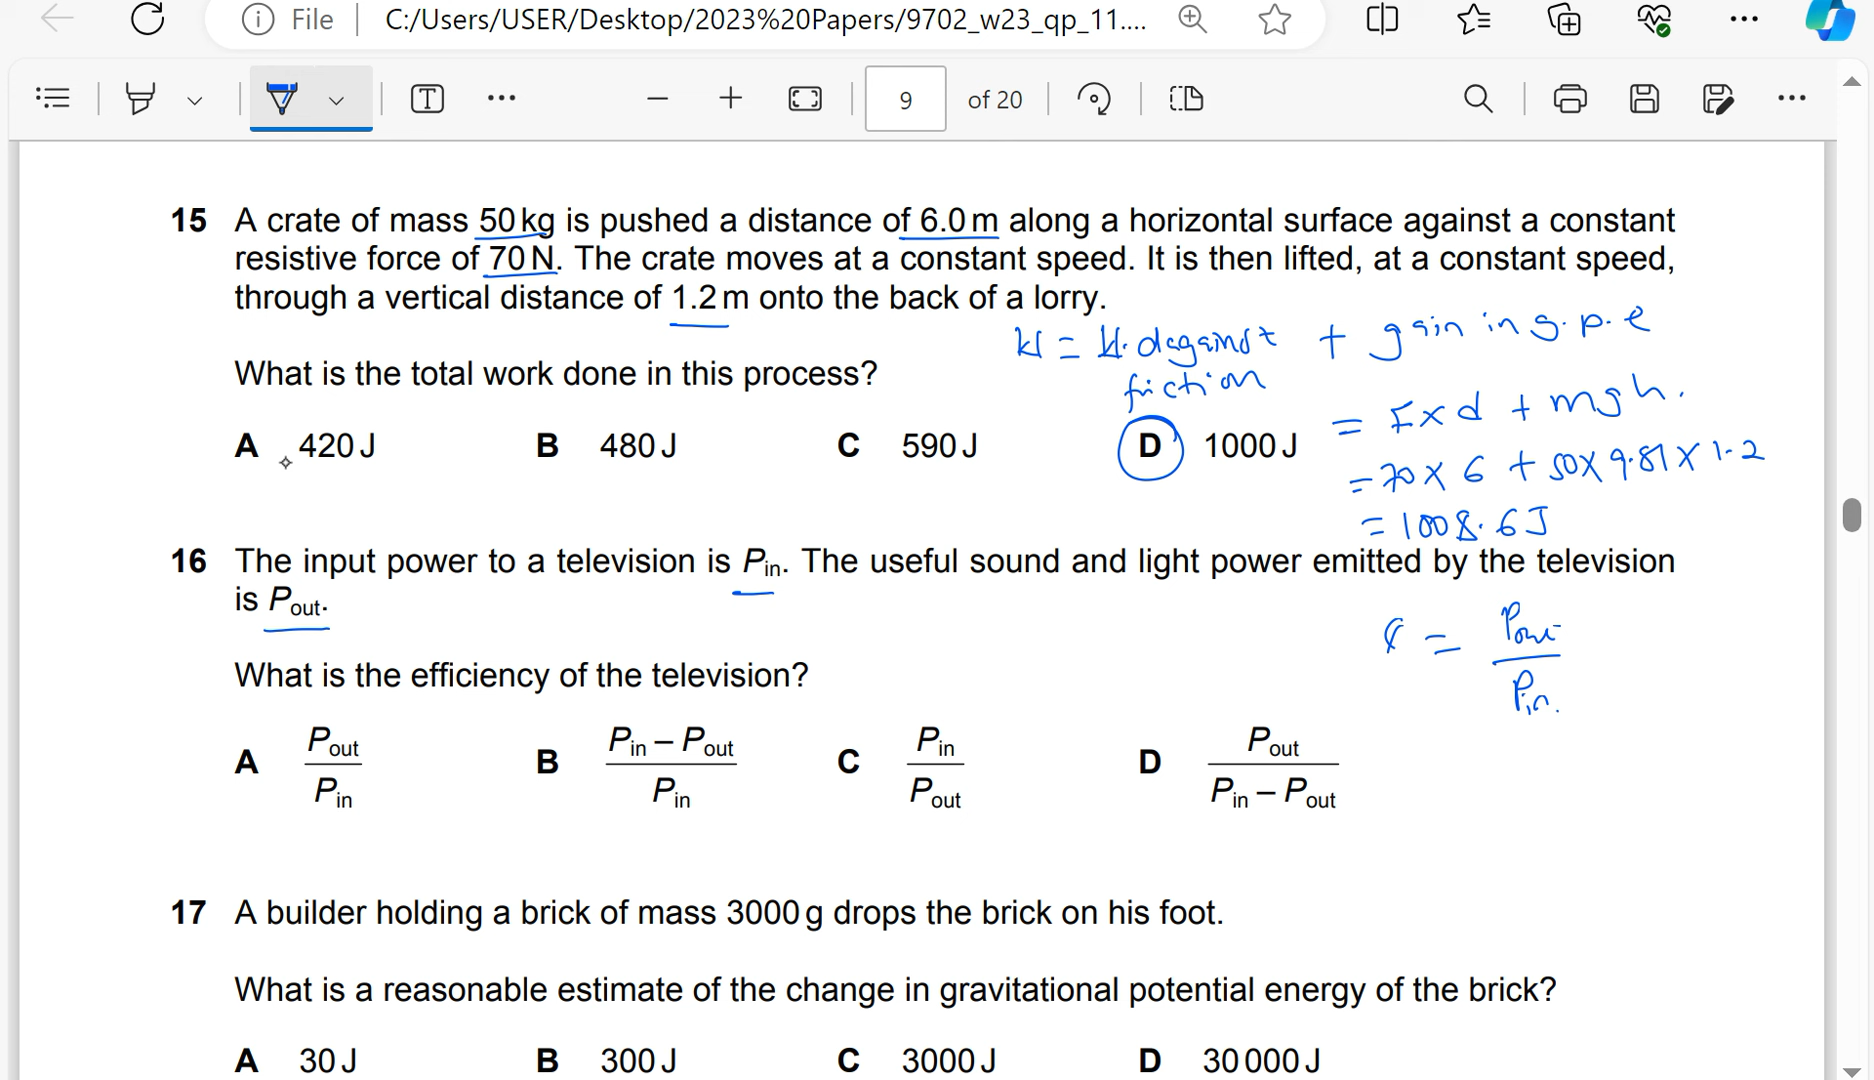 File C:/Users/USER/Desktop/2023%20Papers/9702_w23_qp_11....
9 of 20
15 A crate of mass 50 kg is pushed a distance of 6.0 m along a horizontal surface against a constant
resistive force of 70 N. The crate moves at a constant speed. It is then lifted, at a constant speed,
through a vertical distance of 1.2 m onto the back of a lorry.
W = W.d against friction + gain in g.p.e
What is the total work done in this process?
= F x d + mgh.
A 420 J B 480 J C 590 J D 1000 J
= 70 x 6 + 50 x 9.81 x 1.2
= 1008.6 J
16 The input power to a television is Pin. The useful sound and light power emitted by the television
is Pout.
= Pout / Pin.
What is the efficiency of the television?
A Pout / Pin B Pin – Pout / Pin C Pin / Pout D Pout / Pin – Pout
17 A builder holding a brick of mass 3000 g drops the brick on his foot.
What is a reasonable estimate of the change in gravitational potential energy of the brick?
A 30 J B 300 J C 3000 J D 30 000 J